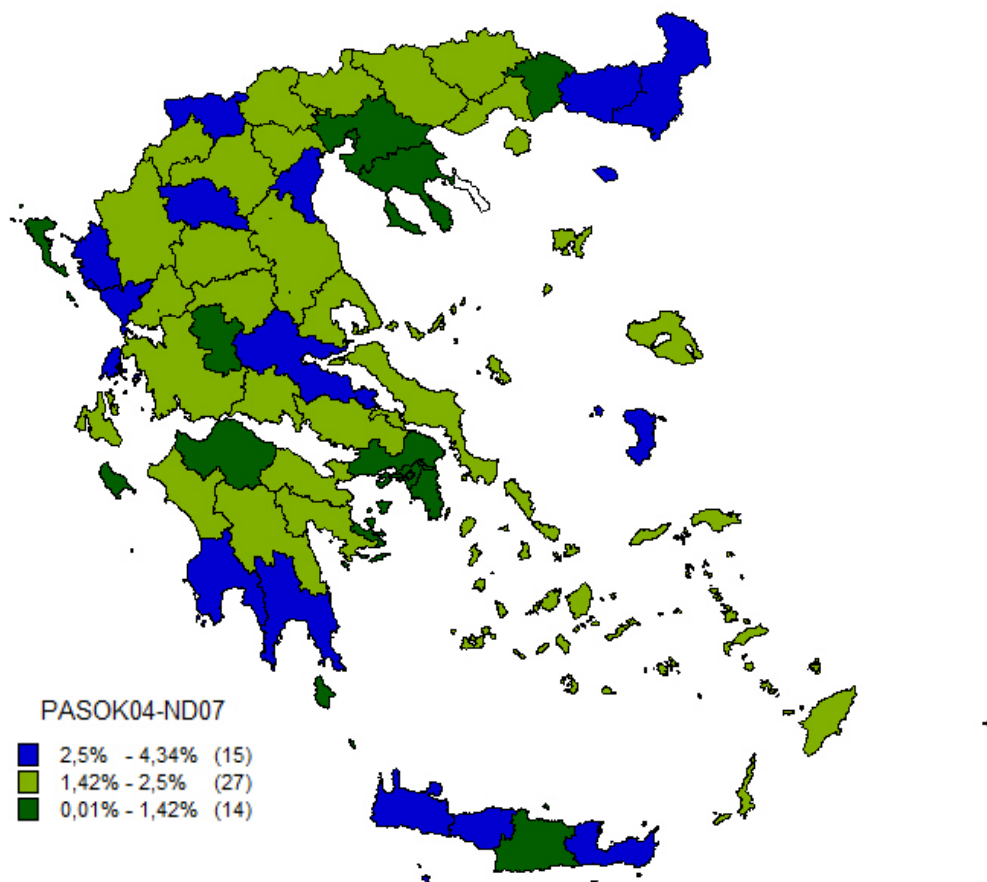 PASOK04-ND07
2,5% - 4,34% (15)
1,42% - 2,5% (27)
0,01% - 1,42% (14)